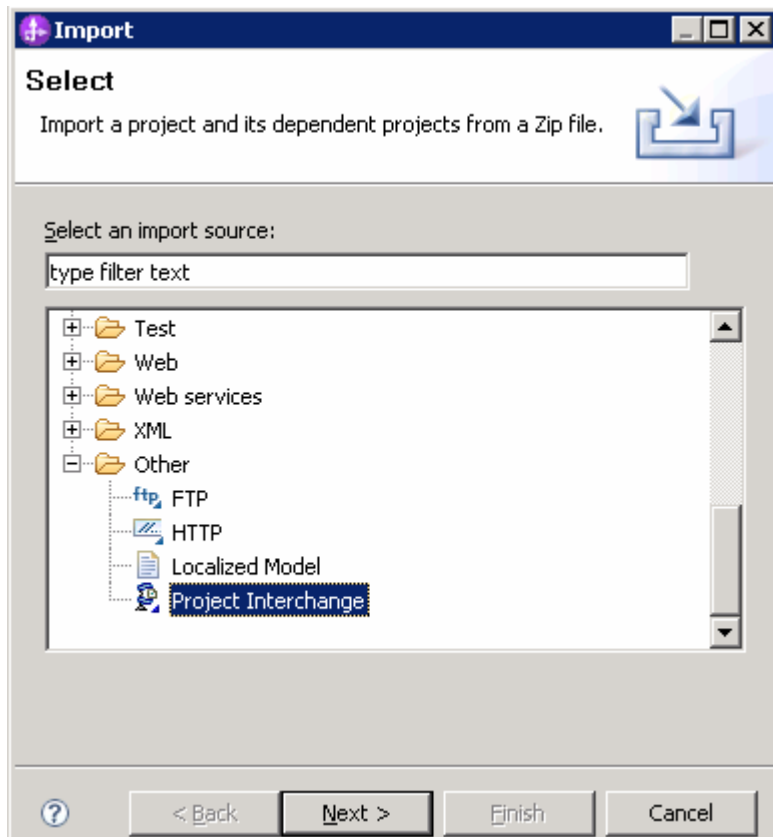 Import
Select
Import a project and its dependent projects from a Zip file.
Select an import source:
type filter text
Test
Web
Web services
XML
Other
ftp FTP
HTTP
Localized Model
Project Interchange
? < Back Next > Finish Cancel